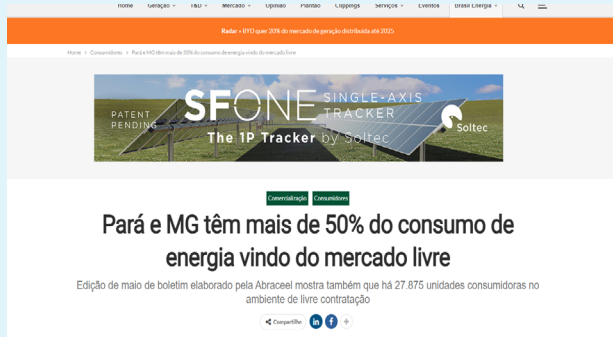 Home Geração T&D Mercado Opinião Plantão Clippings Serviços Eventos Brasil Energia
Radar » BYD quer 20% do mercado de geração distribuída até 2025
Home > Consumidores > Pará e MG têm mais de 50% do consumo de energia vindo do mercado livre
PATENT
PENDING
SFONE SINGLE-AXIS
TRACKER
The 1P Tracker by Soltec
Soltec
Comercialização Consumidores
Pará e MG têm mais de 50% do consumo de
energia vindo do mercado livre
Edição de maio de boletim elaborado pela Abraceel mostra também que há 27.875 unidades consumidoras no
ambiente de livre contratação
Compartilhe